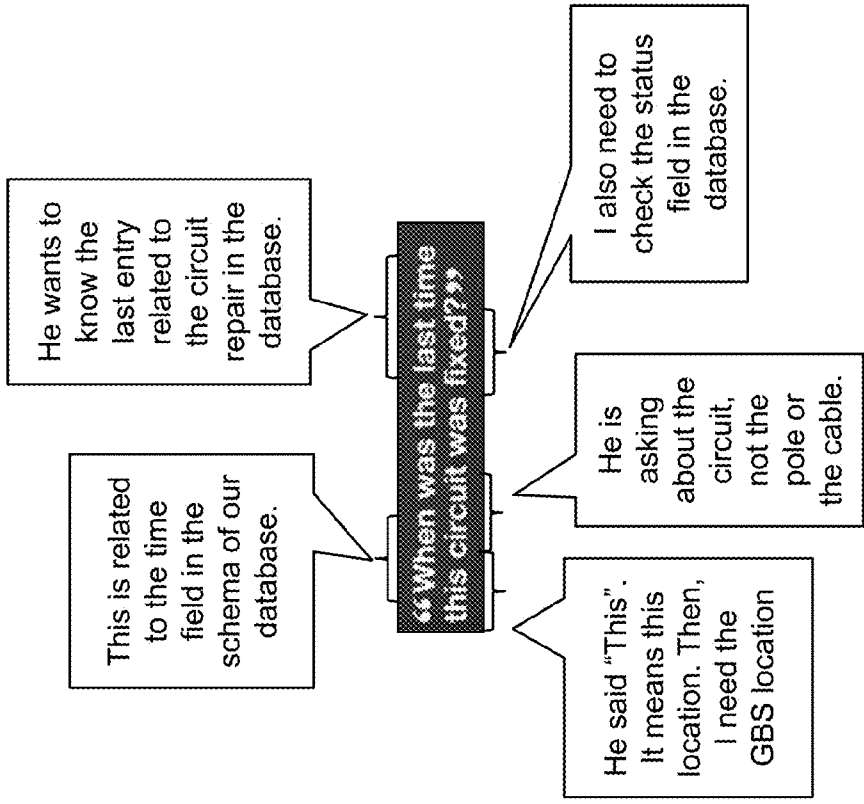 This is related
to the time
field in the
schema of our
database.
He wants to
know the
last entry
related to
the circuit
repair in the
database.
“When was the last time
this circuit was fixed?”
He said “This”.
It means this
location. Then,
I need the
GBS location
He is
asking
about the
circuit,
not the
pole or
the cable.
I also need to
check the status
field in the
database.